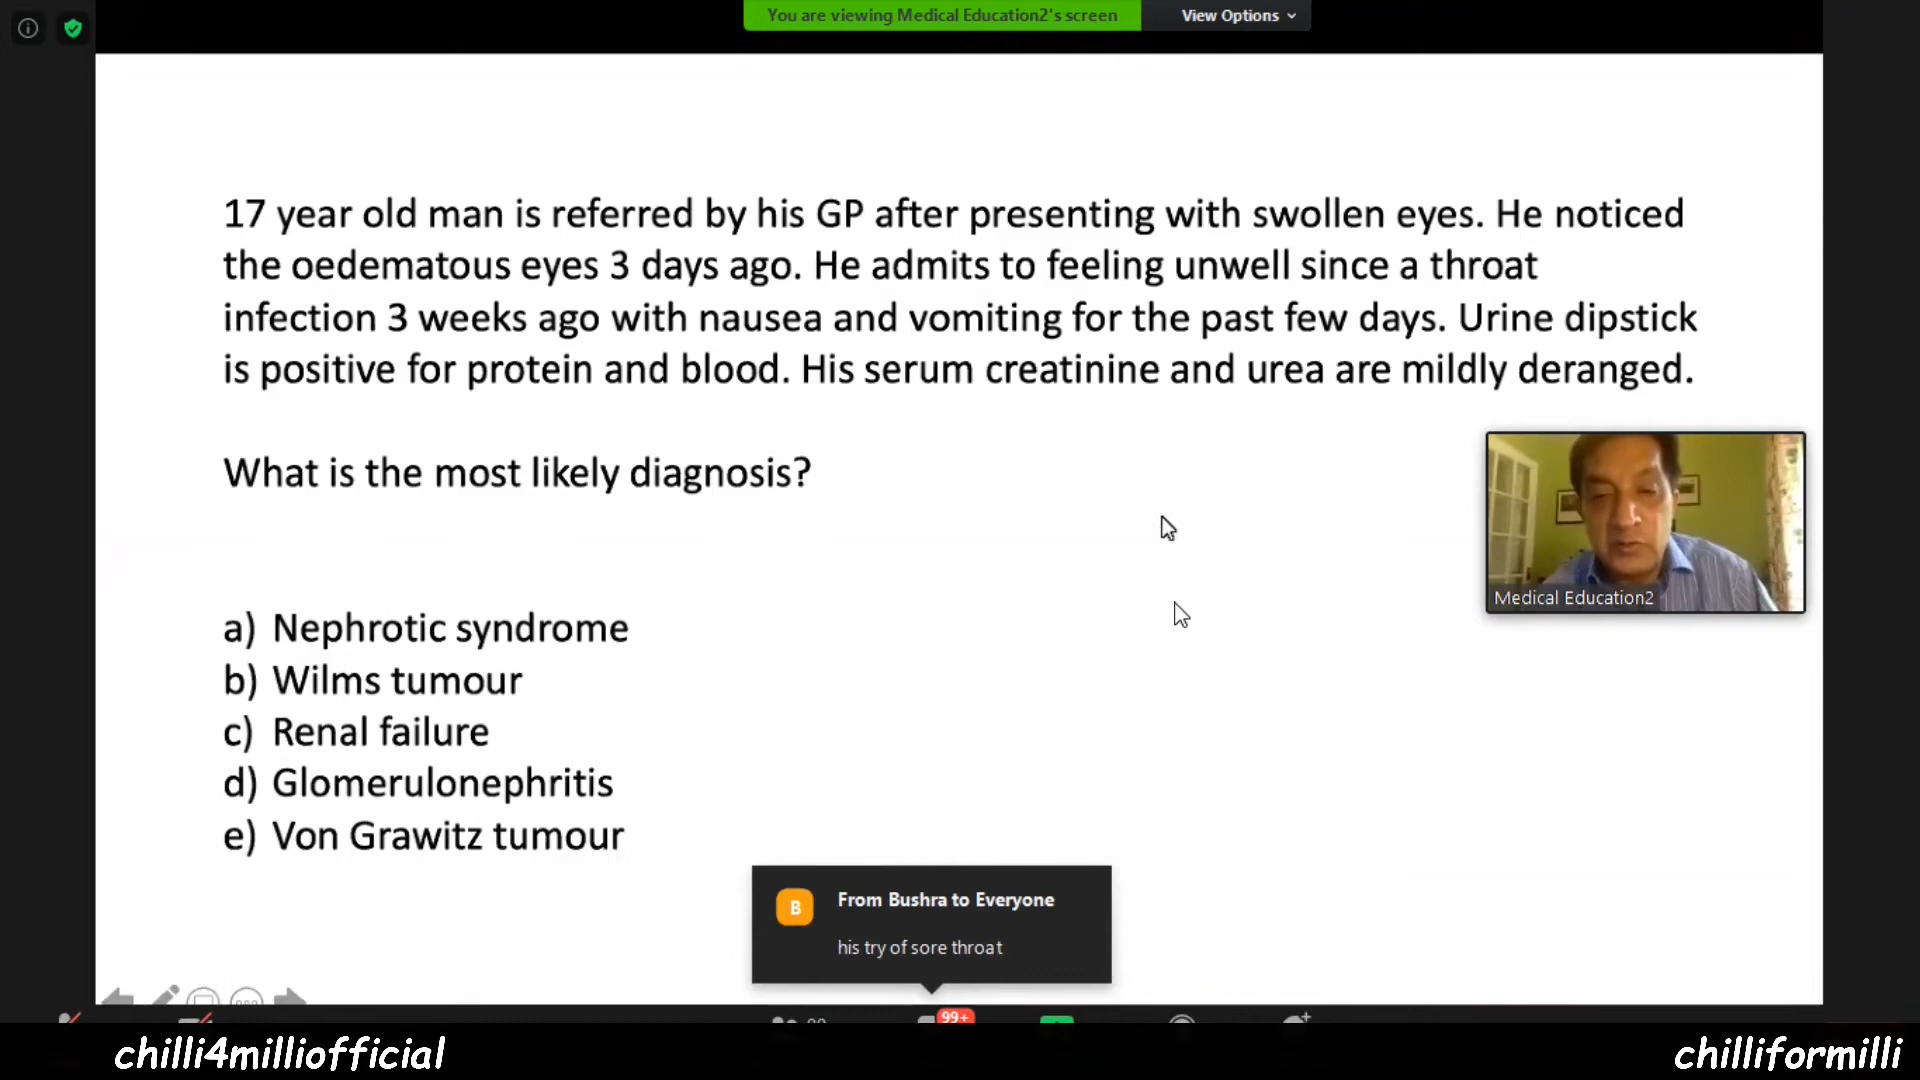 You are viewing Medical Education2's screen
View Options
17 year old man is referred by his GP after presenting with swollen eyes. He noticed
the oedematous eyes 3 days ago. He admits to feeling unwell since a throat
infection 3 weeks ago with nausea and vomiting for the past few days. Urine dipstick
is positive for protein and blood. His serum creatinine and urea are mildly deranged.
What is the most likely diagnosis?
Medical Education2
a) Nephrotic syndrome
b) Wilms tumour
c) Renal failure
d) Glomerulonephritis
e) Von Grawitz tumour
B
From Bushra to Everyone
his try of sore throat
99+
chilli4milliofficial
chilliformilli